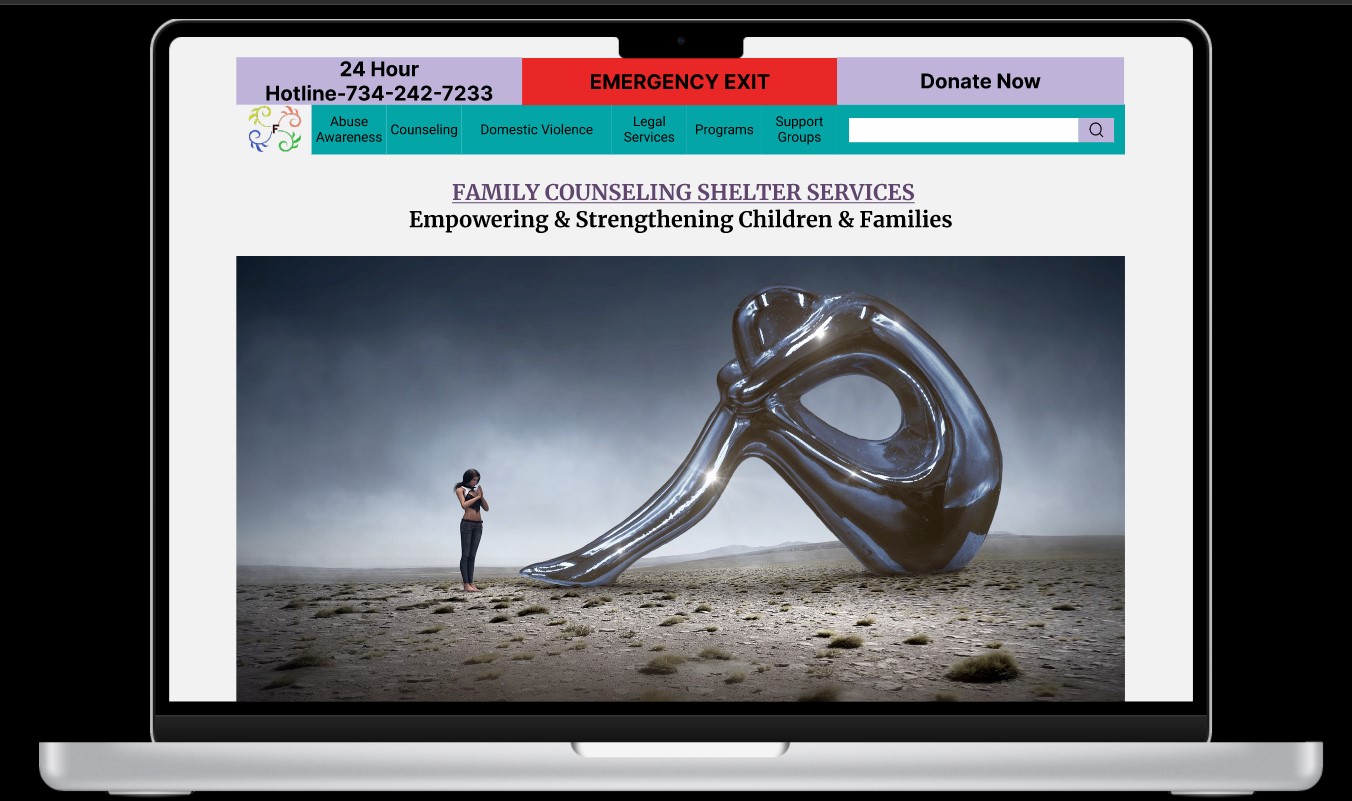 24 Hour
Hotline-734-242-7233
EMERGENCY EXIT
Donate Now
F
Abuse
Awareness
Counseling
Domestic Violence
Legal
Services
Programs
Support
Groups
FAMILY COUNSELING SHELTER SERVICES
Empowering & Strengthening Children & Families